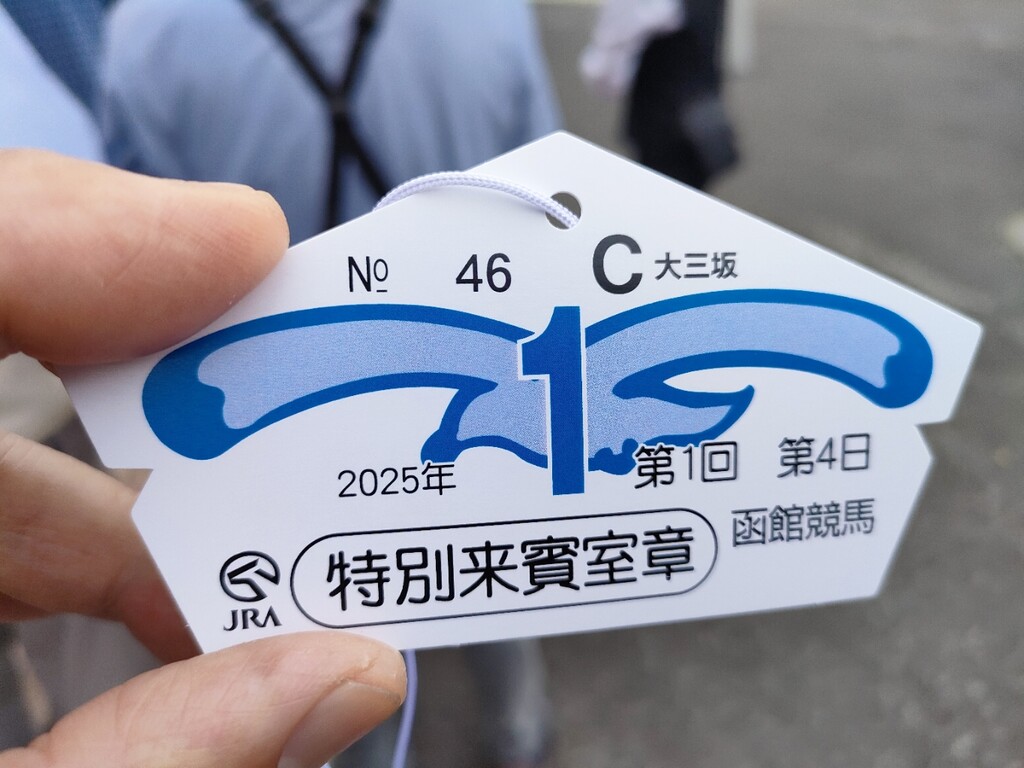 № 46 C 大三坂
1
2025年 第1回 第4日
函館競馬
特別来賓室章
JRA